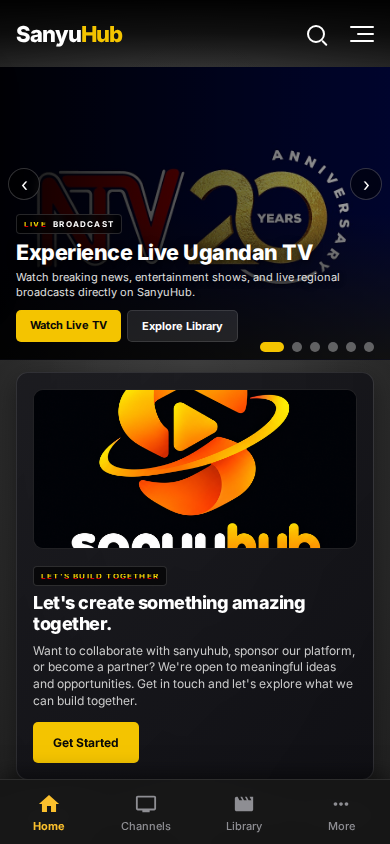 SanyuHub
NTV
20
YEARS
ANNIVERSARY
‹
›
LIVE BROADCAST
Experience Live Ugandan TV
Watch breaking news, entertainment shows, and live regional
broadcasts directly on SanyuHub.
Watch Live TV
Explore Library
sanyuhub
LET'S BUILD TOGETHER
Let's create something amazing
together.
Want to collaborate with sanyuhub, sponsor our platform,
or become a partner? We're open to meaningful ideas
and opportunities. Get in touch and let's explore what we
can build together.
Get Started
Home
Channels
Library
More